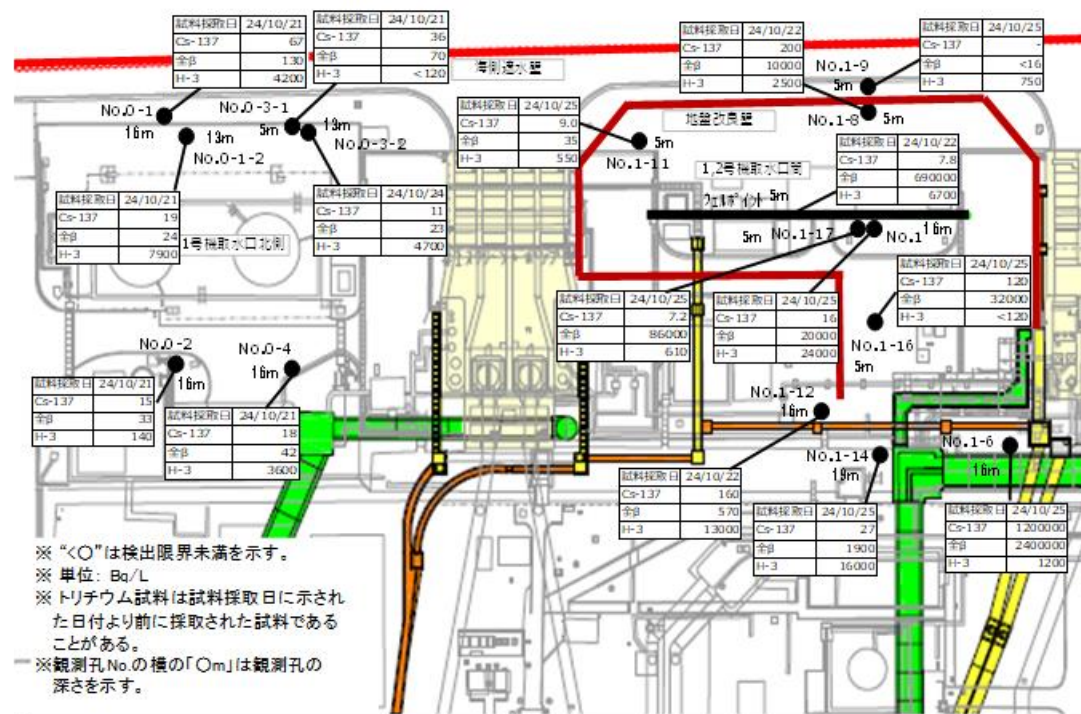 試料採取日 24/10/21
Cs-137 67
全β 130
H-3 4200
試料採取日 24/10/21
Cs-137 36
全β 70
H-3 <120
海側遮水壁
試料採取日 24/10/22
Cs-137 200
全β 10000
H-3 2500
試料採取日 24/10/25
Cs-137 -
全β <16
H-3 750
No.1-9
5m
No.0-1
16m
No.0-3-1
5m
13m
No.0-3-2
13m
No.0-1-2
試料採取日 24/10/25
Cs-137 9.0
全β 35
H-3 550
地盤改良壁
No.1-8
5m
5m
No.1-11
試料採取日 24/10/22
Cs-137 7.8
全β 690000
H-3 6700
1,2号機取水口間
ウェルポイント 5m
試料採取日 24/10/21
Cs-137 19
全β 24
H-3 7900
1号機取水口北側
試料採取日 24/10/24
Cs-137 11
全β 23
H-3 4700
No.1-17
5m
No.1
16m
試料採取日 24/10/25
Cs-137 120
全β 32000
H-3 <120
試料採取日 24/10/25
Cs-137 7.2
全β 86000
H-3 610
試料採取日 24/10/25
Cs-137 16
全β 20000
H-3 24000
No.1-16
5m
No.0-2
16m
No.0-4
16m
試料採取日 24/10/21
Cs-137 15
全β 33
H-3 140
試料採取日 24/10/21
Cs-137 18
全β 42
H-3 3600
No.1-12
16m
No.1-14
19m
No.1-6
16m
試料採取日 24/10/22
Cs-137 160
全β 570
H-3 13000
試料採取日 24/10/25
Cs-137 27
全β 1900
H-3 16000
試料採取日 24/10/25
Cs-137 1200000
全β 2400000
H-3 1200
※ “<○”は検出限界未満を示す。
※ 単位: Bq/L
※ トリチウム試料は試料採取日に示され
た日付より前に採取された試料である
ことがある。
※観測孔No.の横の「○m」は観測孔の
深さを示す。